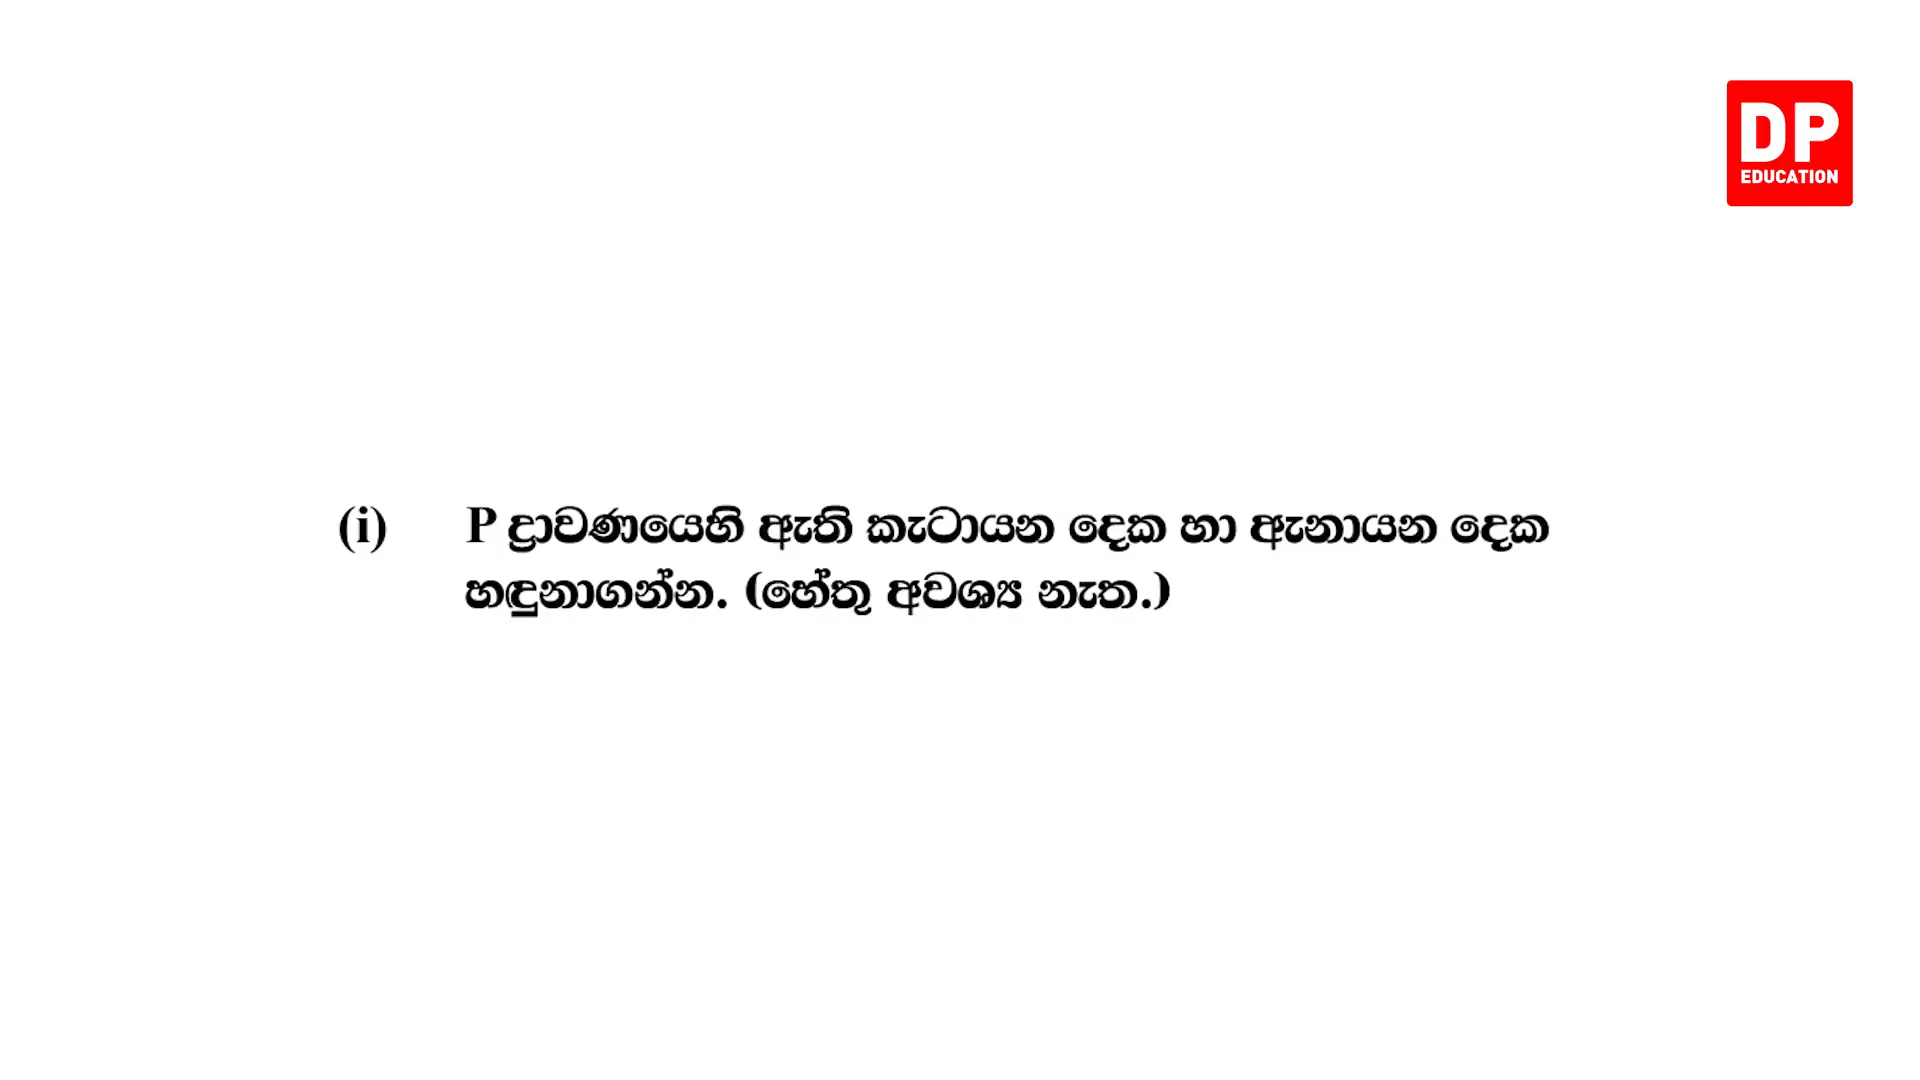 DP
EDUCATION
(i) P ද්‍රාවණයෙහි ඇති කැටායන දෙක හා ඇනායන දෙක
හඳුනාගන්න. (හේතු අවශ්‍ය නැත.)